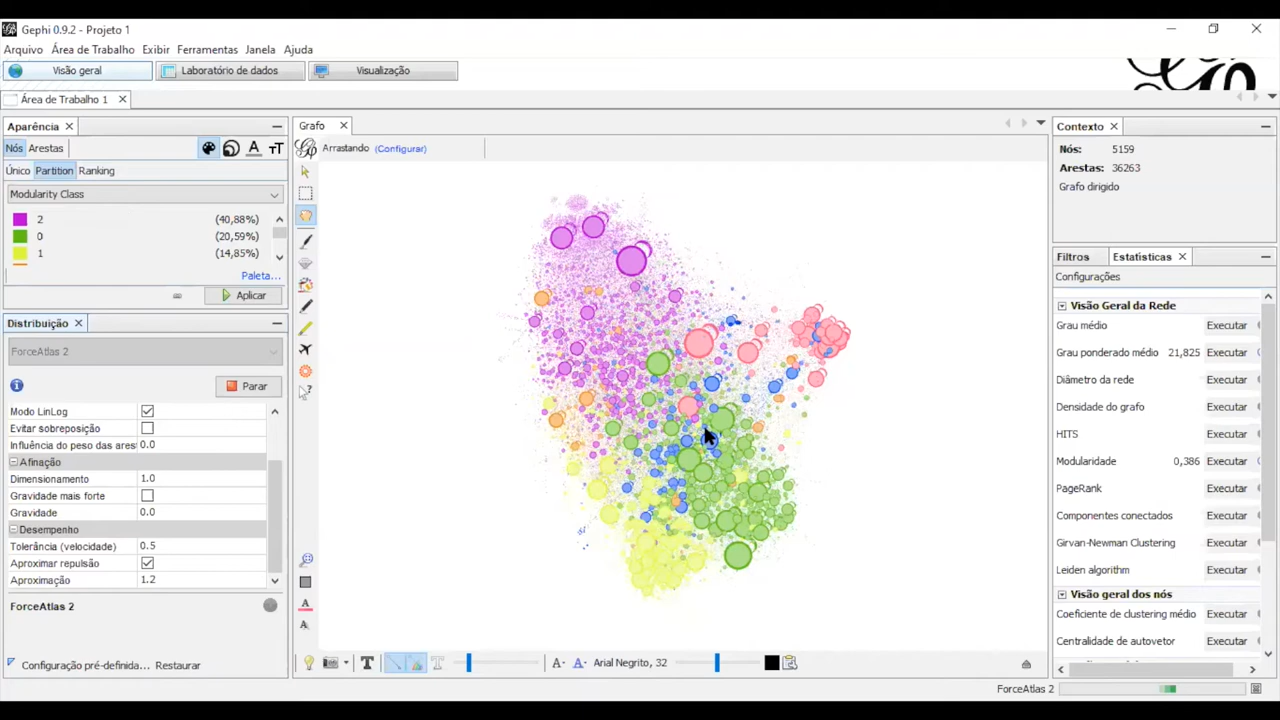 Gephi 0.9.2 - Projeto 1
Arquivo Área de Trabalho Exibir Ferramentas Janela Ajuda
Visão geral Laboratório de dados Visualização
Área de Trabalho 1
Aparência
Nós Arestas
Único Partition Ranking
Modularity Class
2 (40,88%)
0 (20,59%)
1 (14,85%)
Paleta...
Aplicar
Distribuição
ForceAtlas 2
Parar
Modo LinLog
Evitar sobreposição
Influência do peso das ares 0.0
Afinação
Dimensionamento 1.0
Gravidade mais forte
Gravidade 0.0
Desempenho
Tolerância (velocidade) 0.5
Aproximar repulsão
Aproximação 1.2
ForceAtlas 2
Configuração pré-definida... Restaurar
Grafo
Arrastando (Configurar)
Arial Negrito, 32
Contexto
Nós: 5159
Arestas: 36263
Grafo dirigido
Filtros Estatísticas
Configurações
Visão Geral da Rede
Grau médio Executar
Grau ponderado médio 21,825 Executar
Diâmetro da rede Executar
Densidade do grafo Executar
HITS Executar
Modularidade 0,386 Executar
PageRank Executar
Componentes conectados Executar
Girvan-Newman Clustering Executar
Leiden algorithm Executar
Visão geral dos nós
Coeficiente de clustering médio Executar
Centralidade de autovetor Executar
ForceAtlas 2